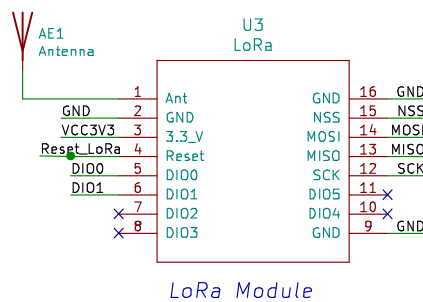 U3
LoRa
AE1
Antenna
1 Ant GND 16 GND
GND 2 GND NSS 15 NSS
VCC3V3 3 3.3_V MOSI 14 MOSI
Reset_LoRa 4 Reset MISO 13 MISO
DIO0 5 DIO0 SCK 12 SCK
DIO1 6 DIO1 DIO5 11
7 DIO2 DIO4 10
8 DIO3 GND 9 GND
LoRa Module